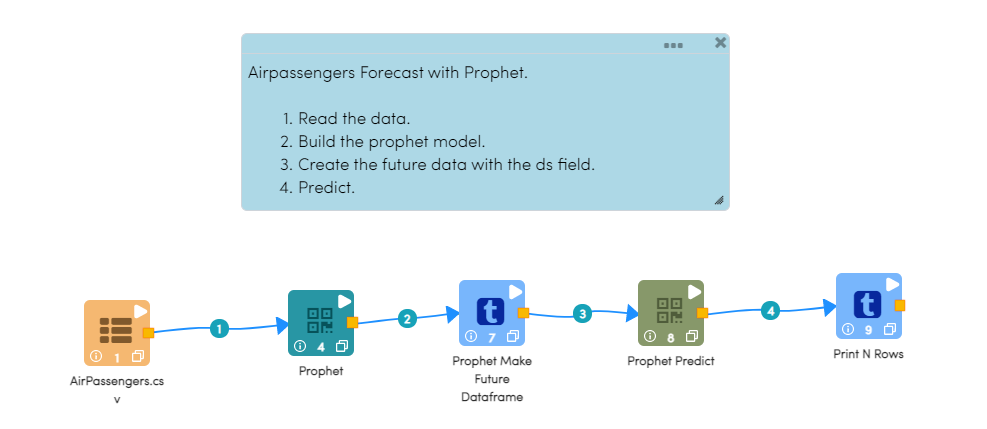 Airpassengers Forecast with Prophet.
1. Read the data.
2. Build the prophet model.
3. Create the future data with the ds field.
4. Predict.
1
2
3
4
1
4
t
7
8
t
9
AirPassengers.cs
v
Prophet
Prophet Make
Future
Dataframe
Prophet Predict
Print N Rows